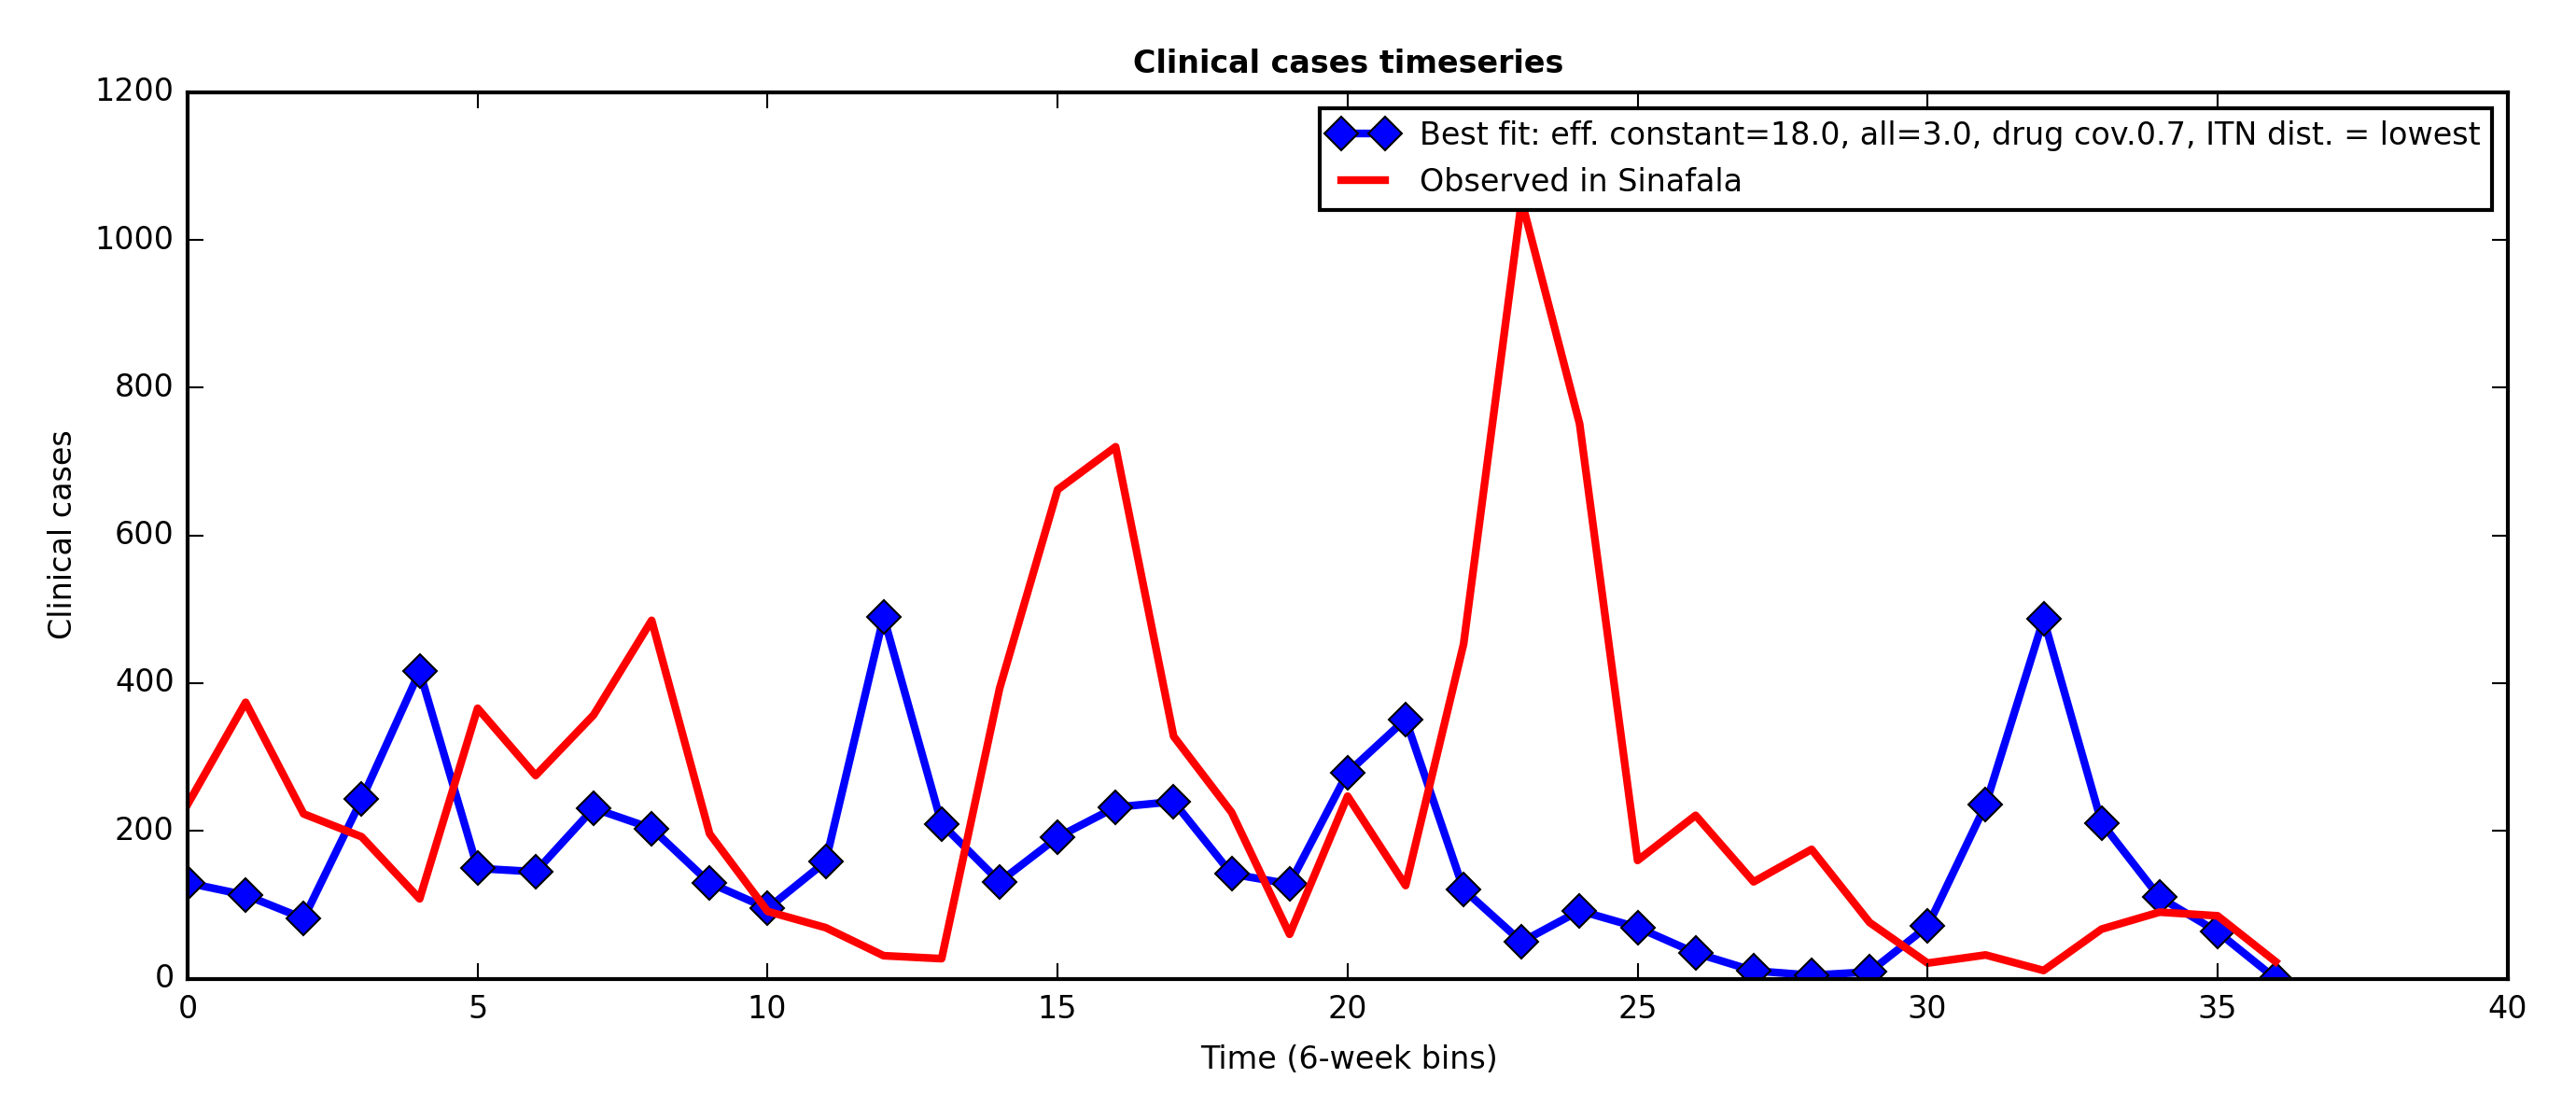 Clinical cases timeseries
1200
1000
800
600
400
200
0
Clinical cases
Best fit: eff. constant=18.0, all=3.0, drug cov.0.7, ITN dist. = lowest
Observed in Sinafala
0 5 10 15 20 25 30 35 40
Time (6-week bins)